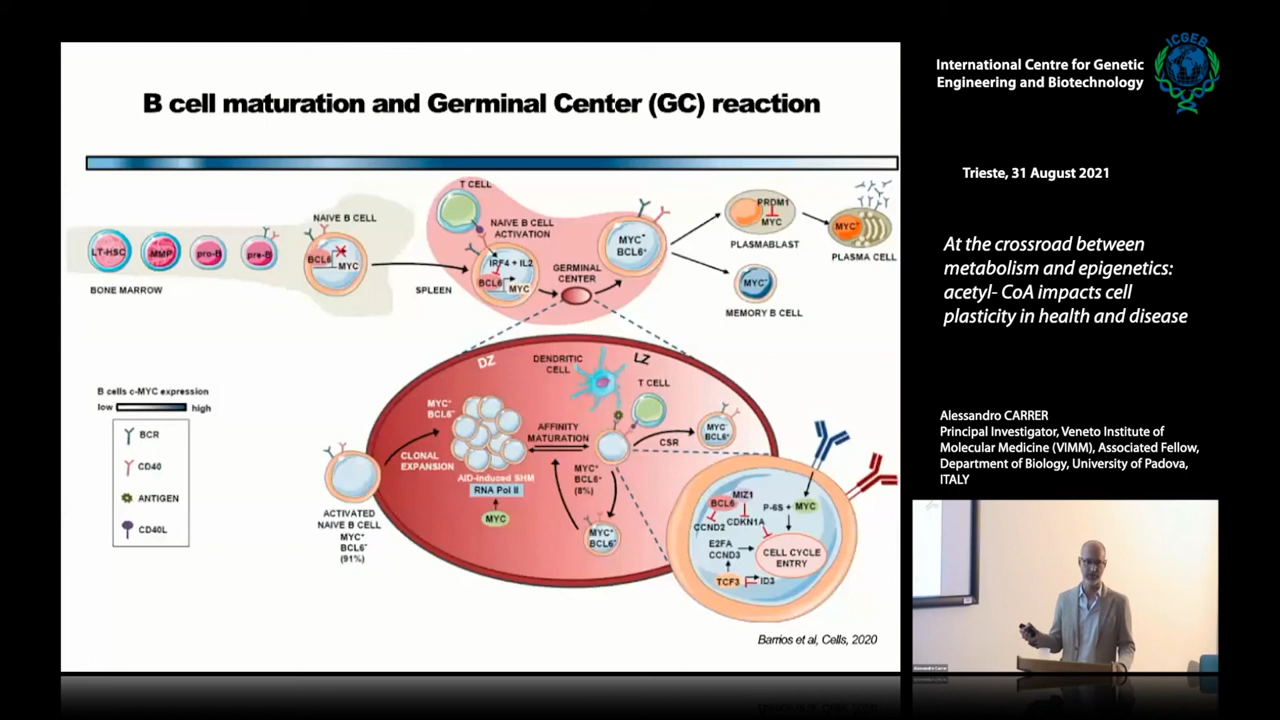 B cell maturation and Germinal Center (GC) reaction
T CELL
NAIVE B CELL
LT-HSC
MMP
pro-B
pre-B
BCL6
MYC
BONE MARROW
NAIVE B CELL
ACTIVATION
IRF4 + IL2
BCL6
MYC
SPLEEN
GERMINAL
CENTER
MYC⁺
BCL6⁺
PRDM1
MYC
PLASMABLAST
MYC⁺
PLASMA CELL
MYC⁻
MEMORY B CELL
B cells c-MYC expression
low
high
BCR
CD40
ANTIGEN
CD40L
DZ
LZ
DENDRITIC
CELL
T CELL
MYC⁺
BCL6⁻
CLONAL
EXPANSION
AID-induced SHM
RNA Pol II
MYC
AFFINITY
MATURATION
CSR
MYC⁻
BCL6⁺
MYC⁺
BCL6⁺
(8%)
MYC⁺
BCL6⁻
ACTIVATED
NAIVE B CELL
MYC⁺
BCL6⁻
(91%)
MIZ1
BCL6
P-6S +
MYC
CCND2
CDKN1A
E2FA
CCND3
CELL CYCLE
ENTRY
TCF3
ID3
Barrios et al, Cells, 2020
International Centre for Genetic
Engineering and Biotechnology
ICGEB
Trieste, 31 August 2021
At the crossroad between
metabolism and epigenetics:
acetyl- CoA impacts cell
plasticity in health and disease
Alessandro CARRER
Principal Investigator, Veneto Institute of
Molecular Medicine (VIMM), Associated Fellow,
Department of Biology, University of Padova,
ITALY
Alessandro Carrer